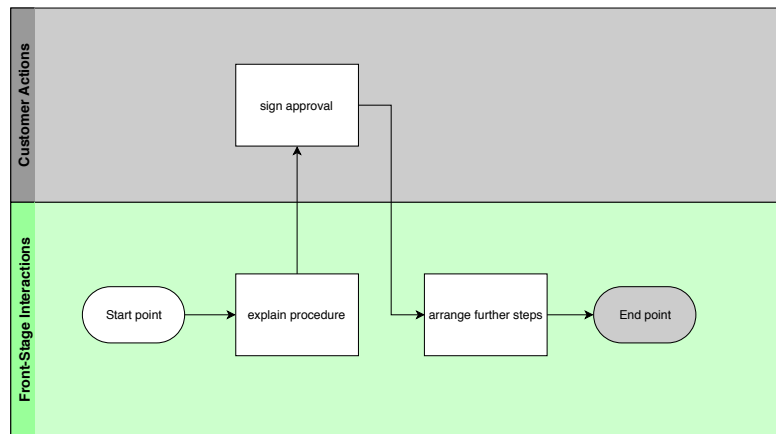 Customer Actions
sign approval
Front-Stage Interactions
Start point
explain procedure
arrange further steps
End point